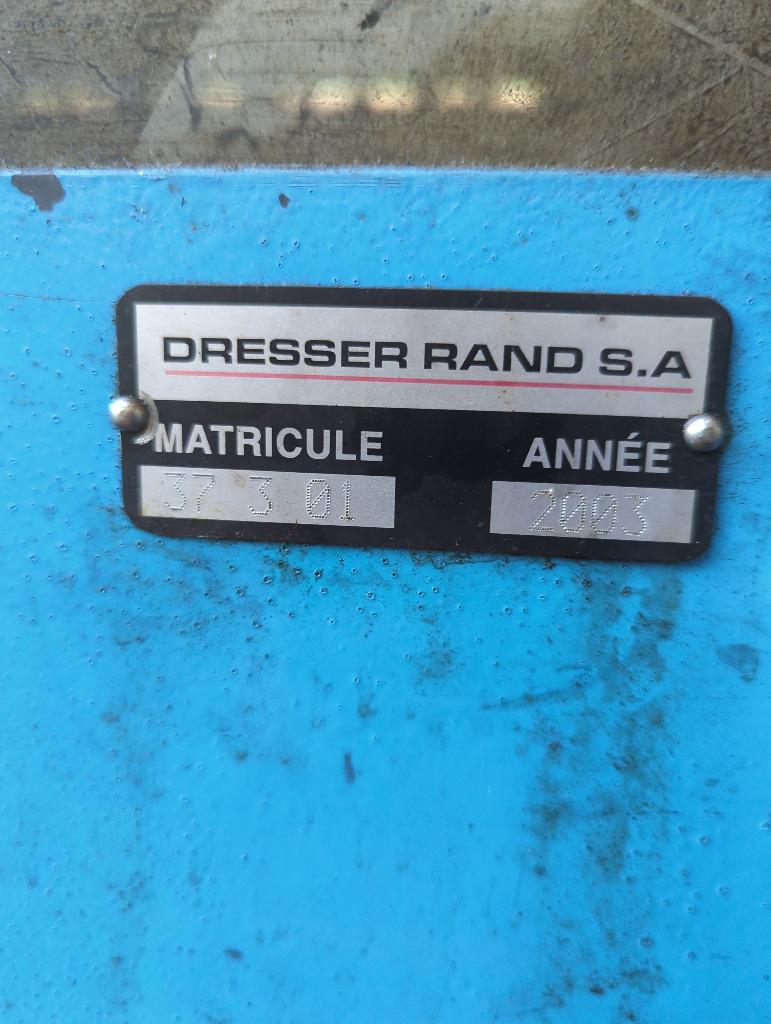 DRESSER RAND S.A
MATRICULE ANNÉE
37 3 01 2003